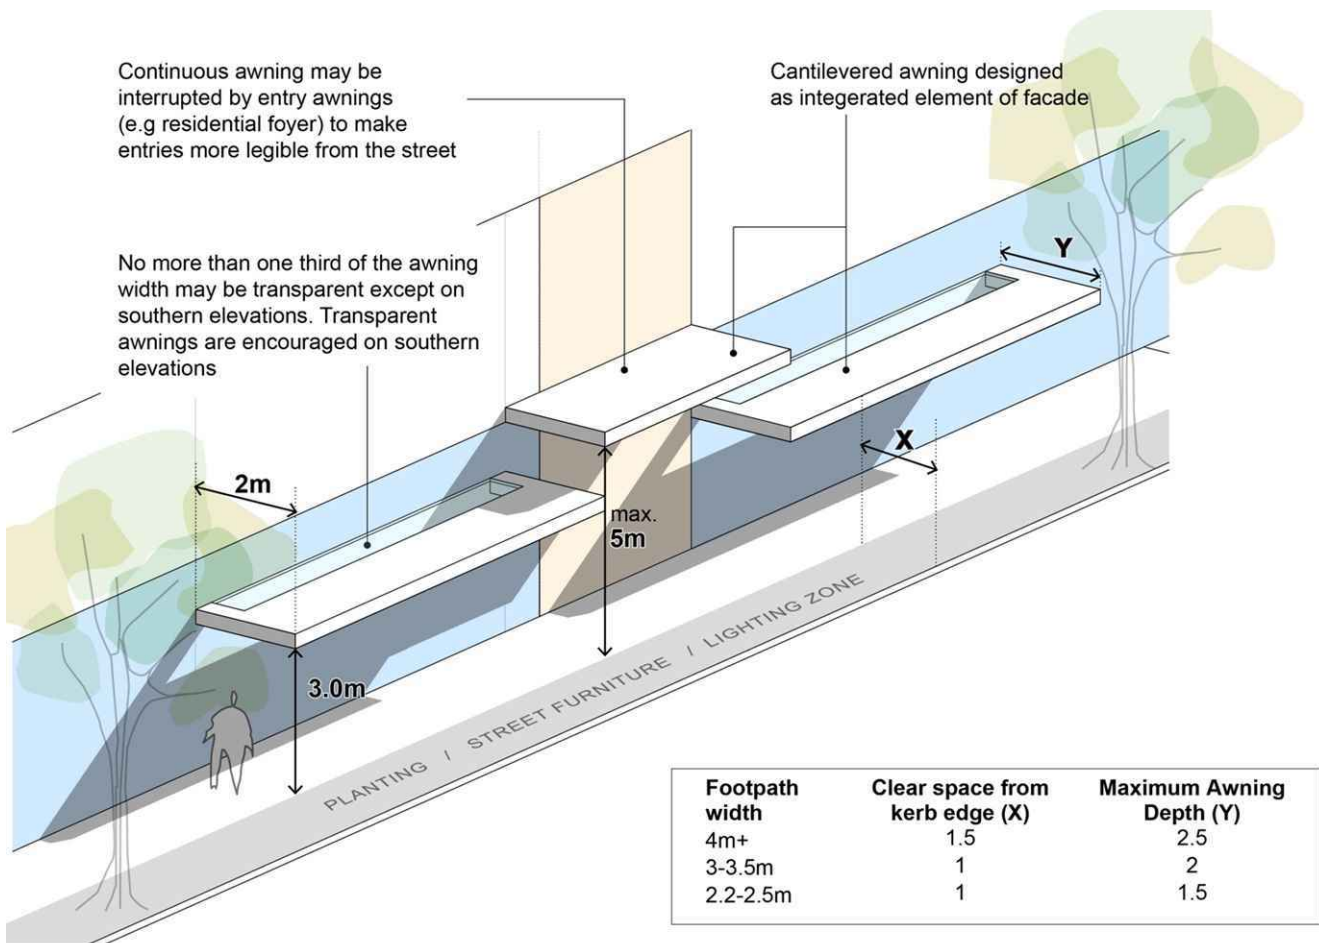 Continuous awning may be
interrupted by entry awnings
(e.g residential foyer) to make
entries more legible from the street
Cantilevered awning designed
as integerated element of facade
No more than one third of the awning
width may be transparent except on
southern elevations. Transparent
awnings are encouraged on southern
elevations
Y
X
2m
max.
5m
3.0m
PLANTING / STREET FURNITURE / LIGHTING ZONE
Footpath width Clear space from kerb edge (X) Maximum Awning Depth (Y)
4m+ 1.5 2.5
3-3.5m 1 2
2.2-2.5m 1 1.5